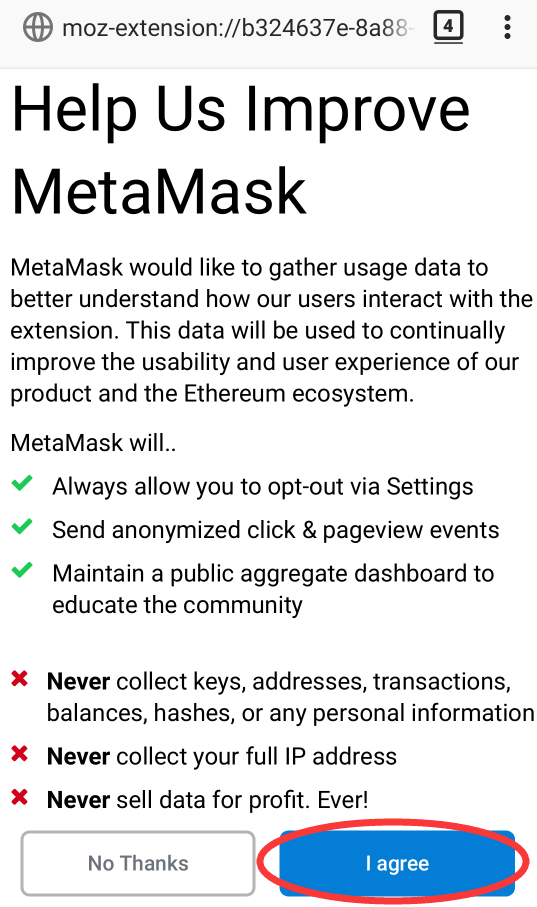 moz-extension://b324637e-8a88-
4
Help Us Improve
MetaMask
MetaMask would like to gather usage data to
better understand how our users interact with the
extension. This data will be used to continually
improve the usability and user experience of our
product and the Ethereum ecosystem.
MetaMask will..
Always allow you to opt-out via Settings
Send anonymized click & pageview events
Maintain a public aggregate dashboard to
educate the community
Never collect keys, addresses, transactions,
balances, hashes, or any personal information
Never collect your full IP address
Never sell data for profit. Ever!
No Thanks
I agree